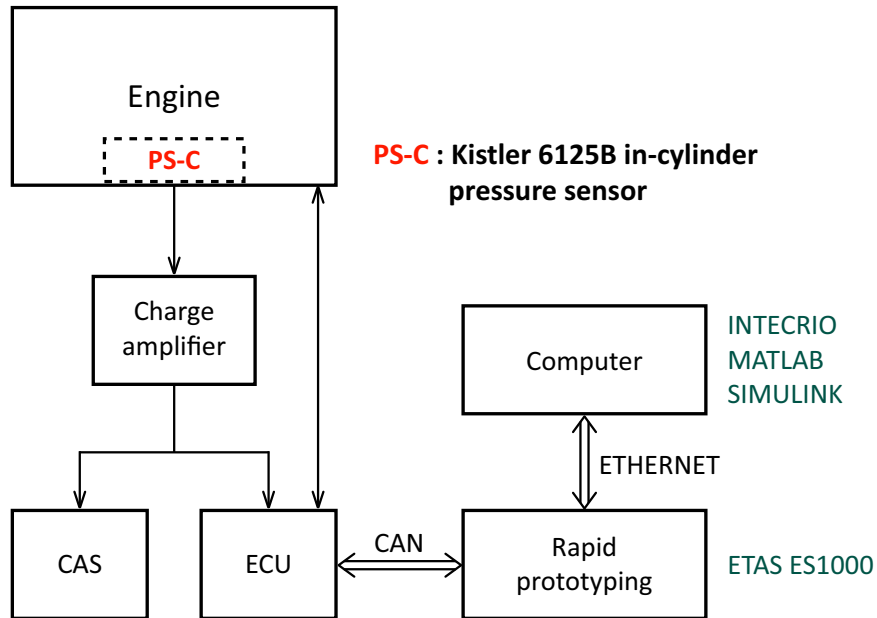 Engine
PS-C
PS-C : Kistler 6125B in-cylinder
pressure sensor
Charge
amplifier
Computer
INTECRIO
MATLAB
SIMULINK
ETHERNET
CAS
ECU
CAN
Rapid
prototyping
ETAS ES1000